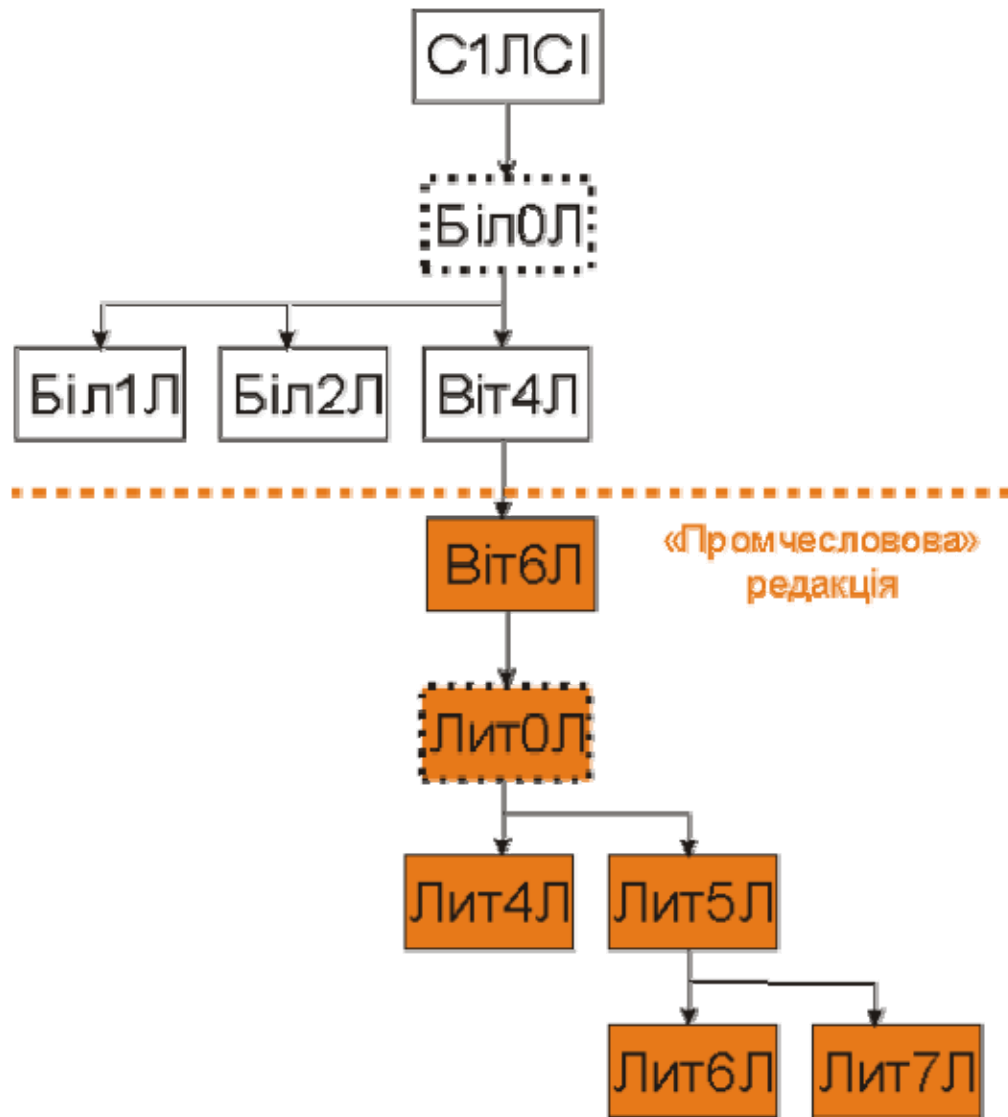 С1ЛСІ
Біл0Л
Біл1Л Біл2Л Віт4Л
«Промчесловова»
редакція
Віт6Л
Лит0Л
Лит4Л Лит5Л
Лит6Л Лит7Л